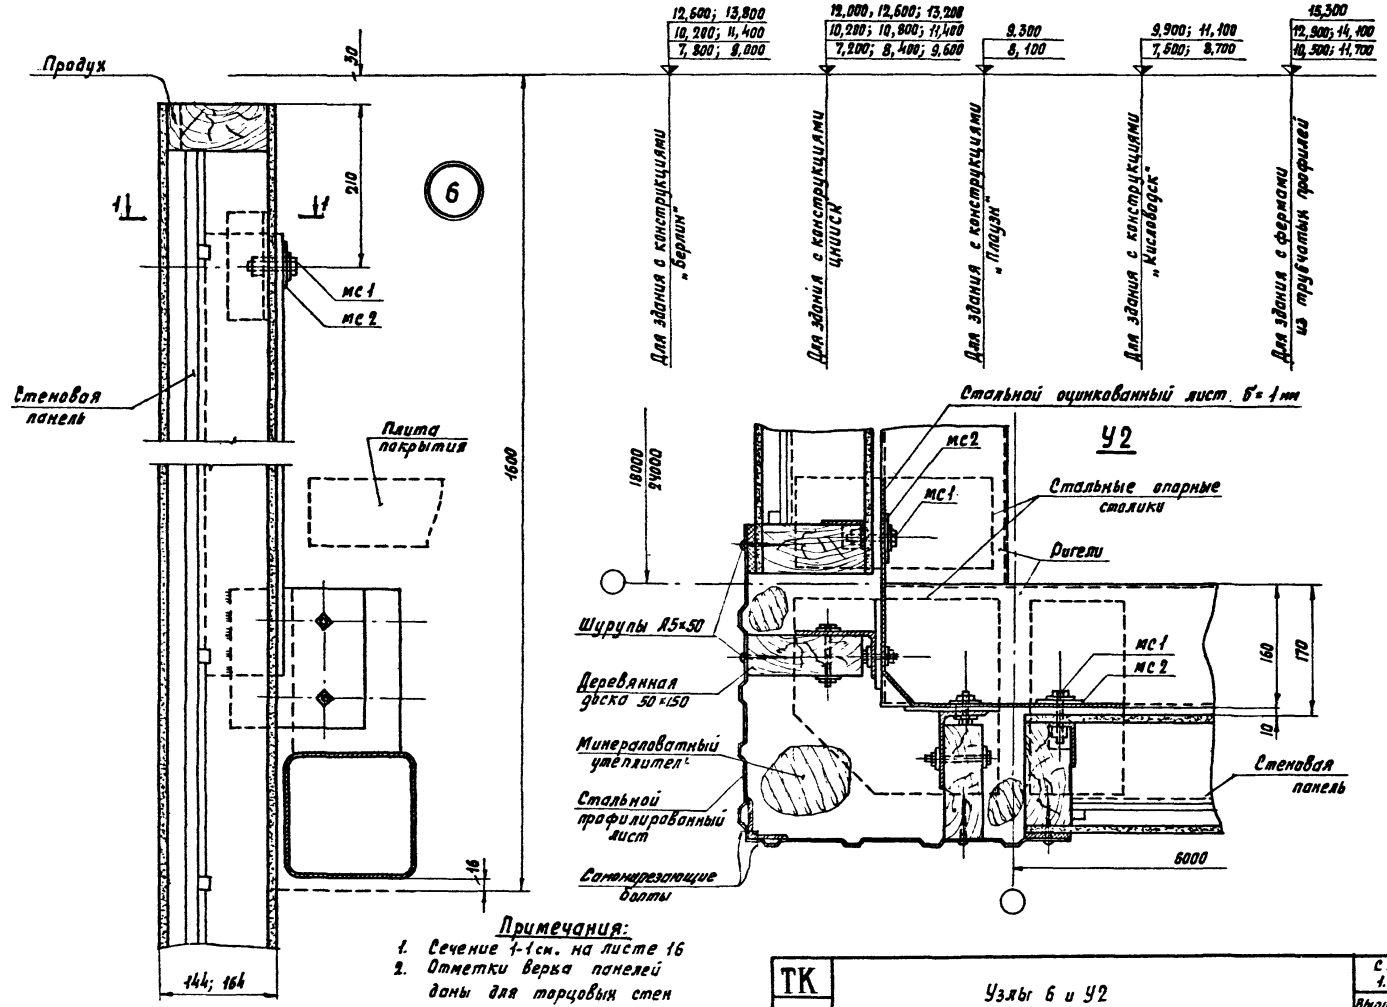 12,600; 13,800
10,200; 11,400
7,800; 9,000
12,000; 12,600; 13,200
10,200; 10,800; 11,400
7,200; 8,400; 9,600
9.300
8,100
9,900; 11,100
7,500; 8,700
15,300
12,900; 14,100
10,500; 11,700
Для здания с конструкциями
„Берлин“
Для здания с конструкциями
ЦНИИСК
Для здания с конструкциями
„Плауэн“
Для здания с конструкциями
„Кисловодск“
Для здания с фермами
из трубчатых профилей
Продух
30
210
6
1
1
мс1
мс2
Стеновая
панель
Плита
покрытия
1600
16
144; 164
Стальной оцинкованный лист. δ=1мм
У2
18000
24000
мс2
мс1
Стальные опорные
столики
Ригели
Шурупы А5×50
Деревянная
доска 50×150
Минераловатный
утеплитель
Стальной
профилированный
лист
Самонарезающие
болты
мс1
мс2
160
170
10
Стеновая
панель
6000
Примечания:
1. Сечение 1-1 см. на листе 16
2. Отметки верха панелей
даны для торцовых стен
ТК
Узлы 6 и У2